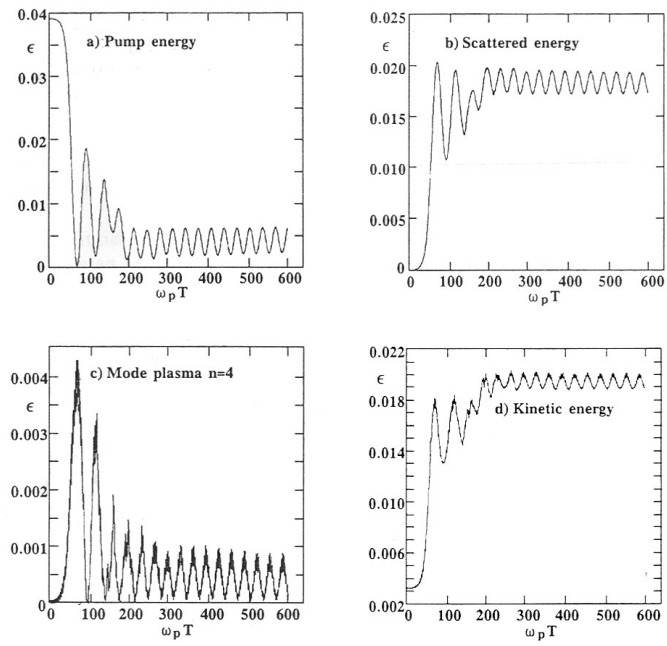 0.04
0.03
0.02
0.01
0
ϵ
a) Pump energy
0 100 200 300 400 500 600
ωpT
0.025
0.020
0.015
0.010
0.005
0
ϵ
b) Scattered energy
0 100 200 300 400 500 600
ωpT
0.004
0.003
0.002
0.001
0
ϵ
c) Mode plasma n=4
0 100 200 300 400 500 600
ωpT
0.022
0.018
0.014
0.010
0.006
0.002
ϵ
d) Kinetic energy
0 100 200 300 400 500 600
ωpT